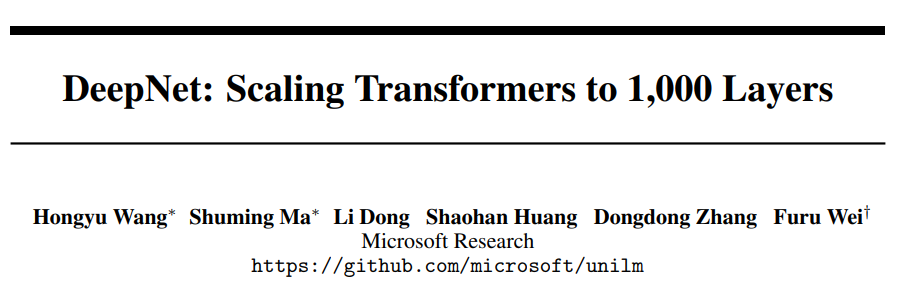 DeepNet: Scaling Transformers to 1,000 Layers
Hongyu Wang* Shuming Ma* Li Dong Shaohan Huang Dongdong Zhang Furu Wei†
Microsoft Research
https://github.com/microsoft/unilm